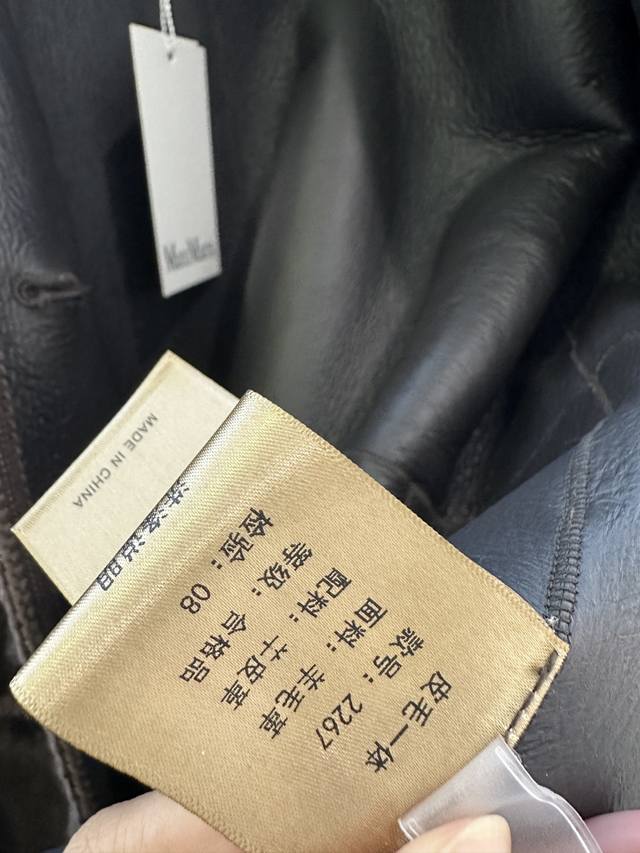 MaxMara
MADE IN CHINA
皮毛一体
款号：2267
面料：羊毛革
配料：牛皮革
等级：合格品
检验：08
洗涤说明